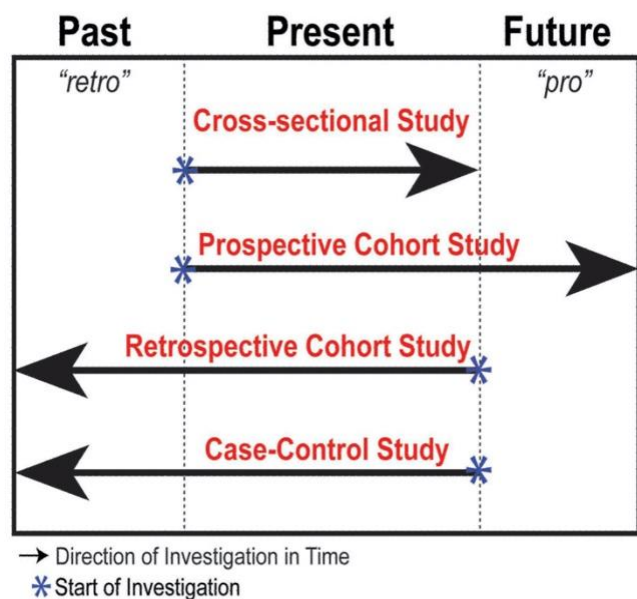 Past Present Future
“retro” “pro”
Cross-sectional Study
Prospective Cohort Study
Retrospective Cohort Study
Case-Control Study
Direction of Investigation in Time
Start of Investigation